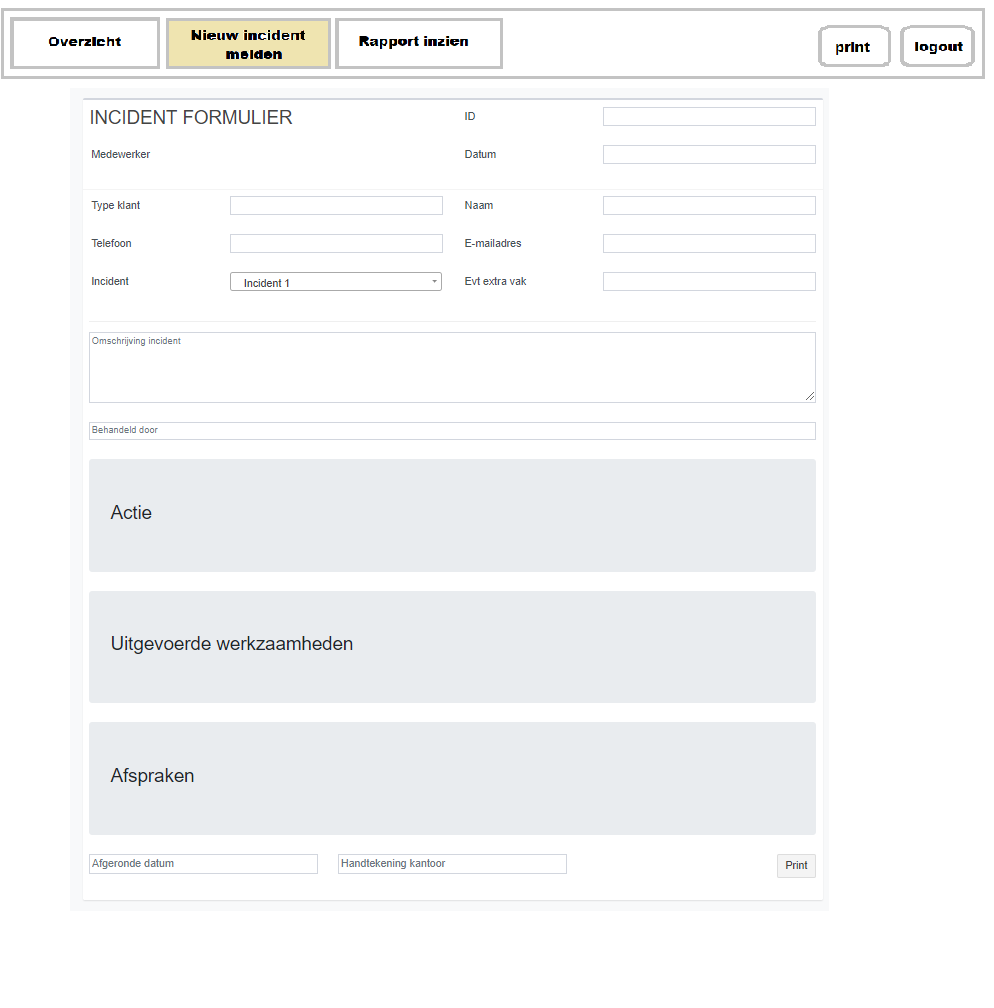 Overzicht
Nieuw incident
melden
Rapport inzien
print
logout
INCIDENT FORMULIER
ID
Medewerker
Datum
Type klant
Naam
Telefoon
E-mailadres
Incident
Incident 1
Evt extra vak
Omschrijving incident
Behandeld door
Actie
Uitgevoerde werkzaamheden
Afspraken
Afgeronde datum
Handtekening kantoor
Print